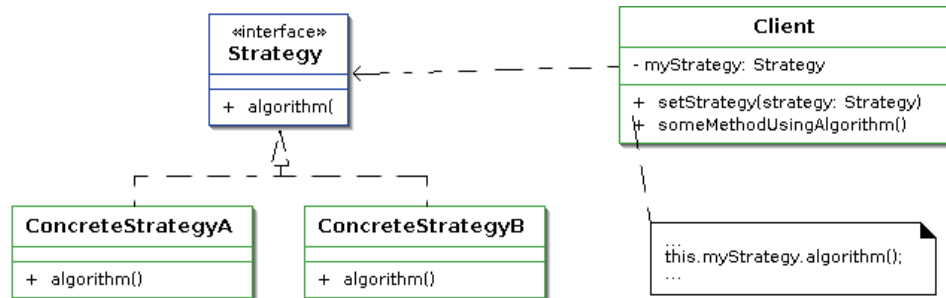 «interface»
Strategy
+ algorithm(
Client
- myStrategy: Strategy
+ setStrategy(strategy: Strategy)
+ someMethodUsingAlgorithm()
ConcreteStrategyA
+ algorithm()
ConcreteStrategyB
+ algorithm()
...
this.myStrategy.algorithm();
...